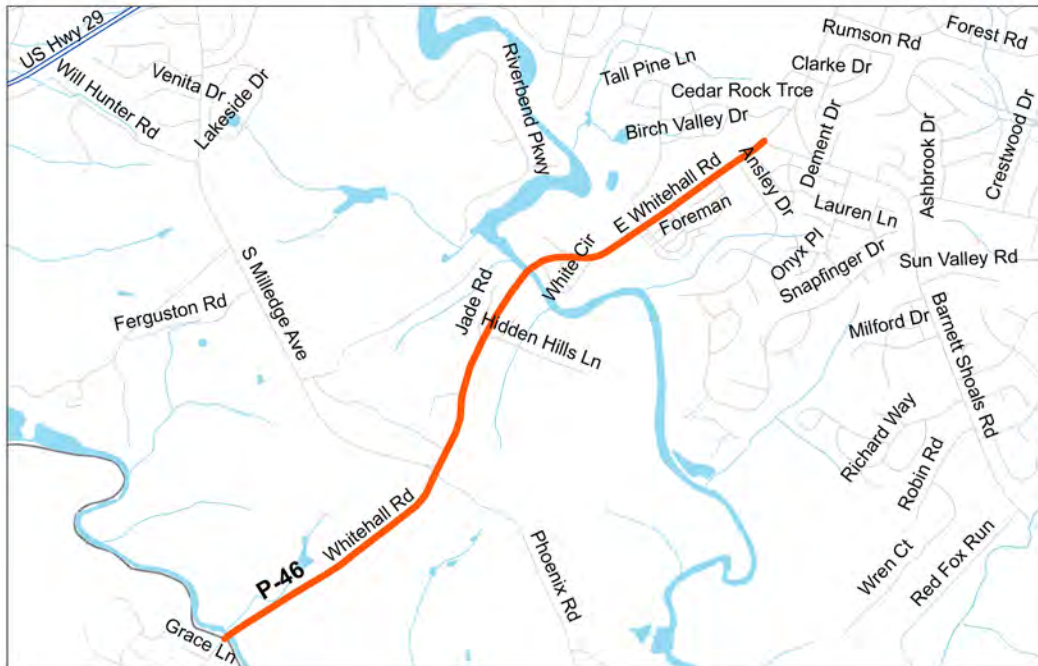 US Hwy 29
Will Hunter Rd
Venita Dr
Lakeside Dr
Riverbend Pkwy
Tall Pine Ln
Rumson Rd
Forest Rd
Clarke Dr
Cedar Rock Trce
Birch Valley Dr
Dement Dr
Ashbrook Dr
Crestwood Dr
Ansley Dr
E Whitehall Rd
Foreman
Lauren Ln
Onyx Pl
Snapfinger Dr
Sun Valley Rd
White Cir
S Milledge Ave
Ferguston Rd
Jade Rd
Hidden Hills Ln
Milford Dr
Barnett Shoals Rd
Richard Way
Robin Rd
Whitehall Rd
P-46
Phoenix Rd
Wren Ct
Red Fox Run
Grace Ln